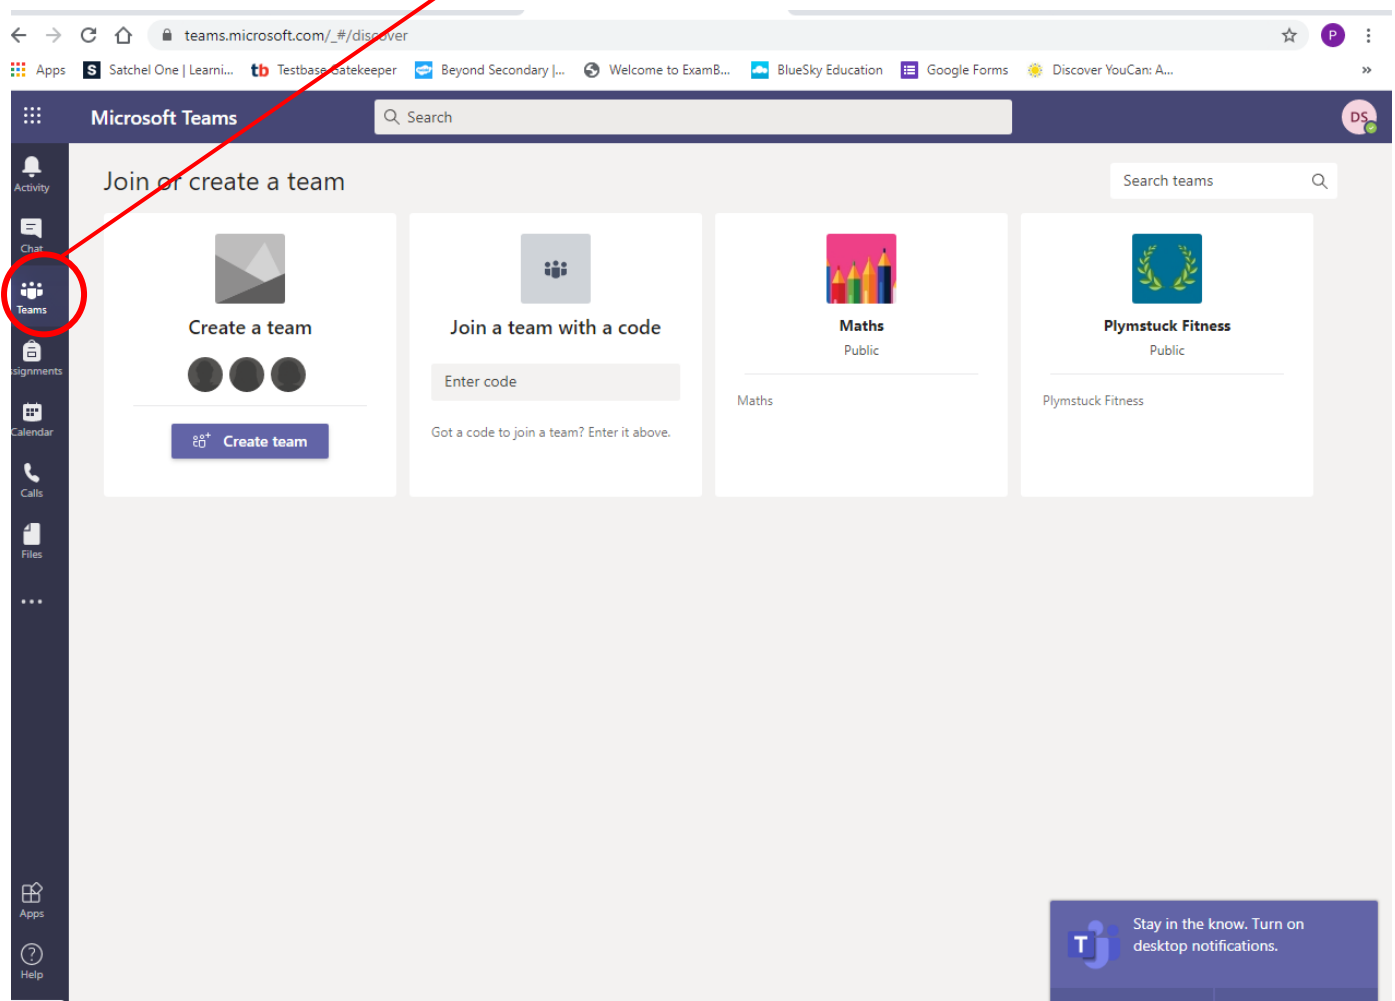 teams.microsoft.com/_#/discover
P
Apps
S Satchel One | Learni...
tb Testbase Gatekeeper
Beyond Secondary |...
Welcome to ExamB...
BlueSky Education
Google Forms
Discover YouCan: A...
»
Microsoft Teams
Search
DS
Activity
Chat
Teams
ssignments
Calendar
Calls
Files
Apps
Help
Join or create a team
Search teams
Create a team
Create team
Join a team with a code
Enter code
Got a code to join a team? Enter it above.
Maths
Public
Maths
Plymstuck Fitness
Public
Plymstuck Fitness
T
Stay in the know. Turn on
desktop notifications.